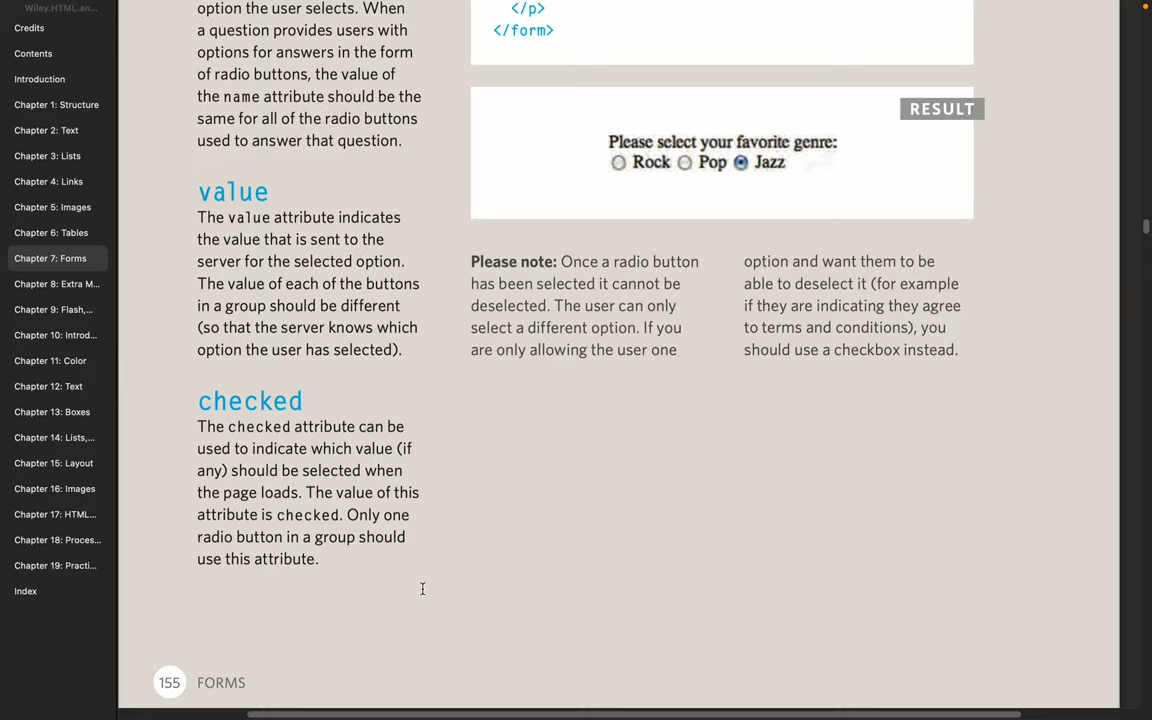 Wiley.HTML.an...
Credits
Contents
Introduction
Chapter 1: Structure
Chapter 2: Text
Chapter 3: Lists
Chapter 4: Links
Chapter 5: Images
Chapter 6: Tables
Chapter 7: Forms
Chapter 8: Extra M...
Chapter 9: Flash,...
Chapter 10: Introd...
Chapter 11: Color
Chapter 12: Text
Chapter 13: Boxes
Chapter 14: Lists,...
Chapter 15: Layout
Chapter 16: Images
Chapter 17: HTML...
Chapter 18: Proces...
Chapter 19: Practi...
Index
option the user selects. When
a question provides users with
options for answers in the form
of radio buttons, the value of
the name attribute should be the
same for all of the radio buttons
used to answer that question.
value
The value attribute indicates
the value that is sent to the
server for the selected option.
The value of each of the buttons
in a group should be different
(so that the server knows which
option the user has selected).
checked
The checked attribute can be
used to indicate which value (if
any) should be selected when
the page loads. The value of this
attribute is checked. Only one
radio button in a group should
use this attribute.
</p>
</form>
RESULT
Please select your favorite genre:
Rock Pop Jazz
Please note: Once a radio button
has been selected it cannot be
deselected. The user can only
select a different option. If you
are only allowing the user one
option and want them to be
able to deselect it (for example
if they are indicating they agree
to terms and conditions), you
should use a checkbox instead.
155 FORMS